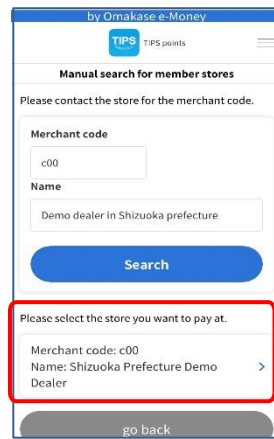 by Omakase e-Money
TIPS
TIPS points
Manual search for member stores
Please contact the store for the merchant code.
Merchant code
c00
Name
Demo dealer in Shizuoka prefecture
Search
Please select the store you want to pay at.
Merchant code: c00
Name: Shizuoka Prefecture Demo
Dealer
go back